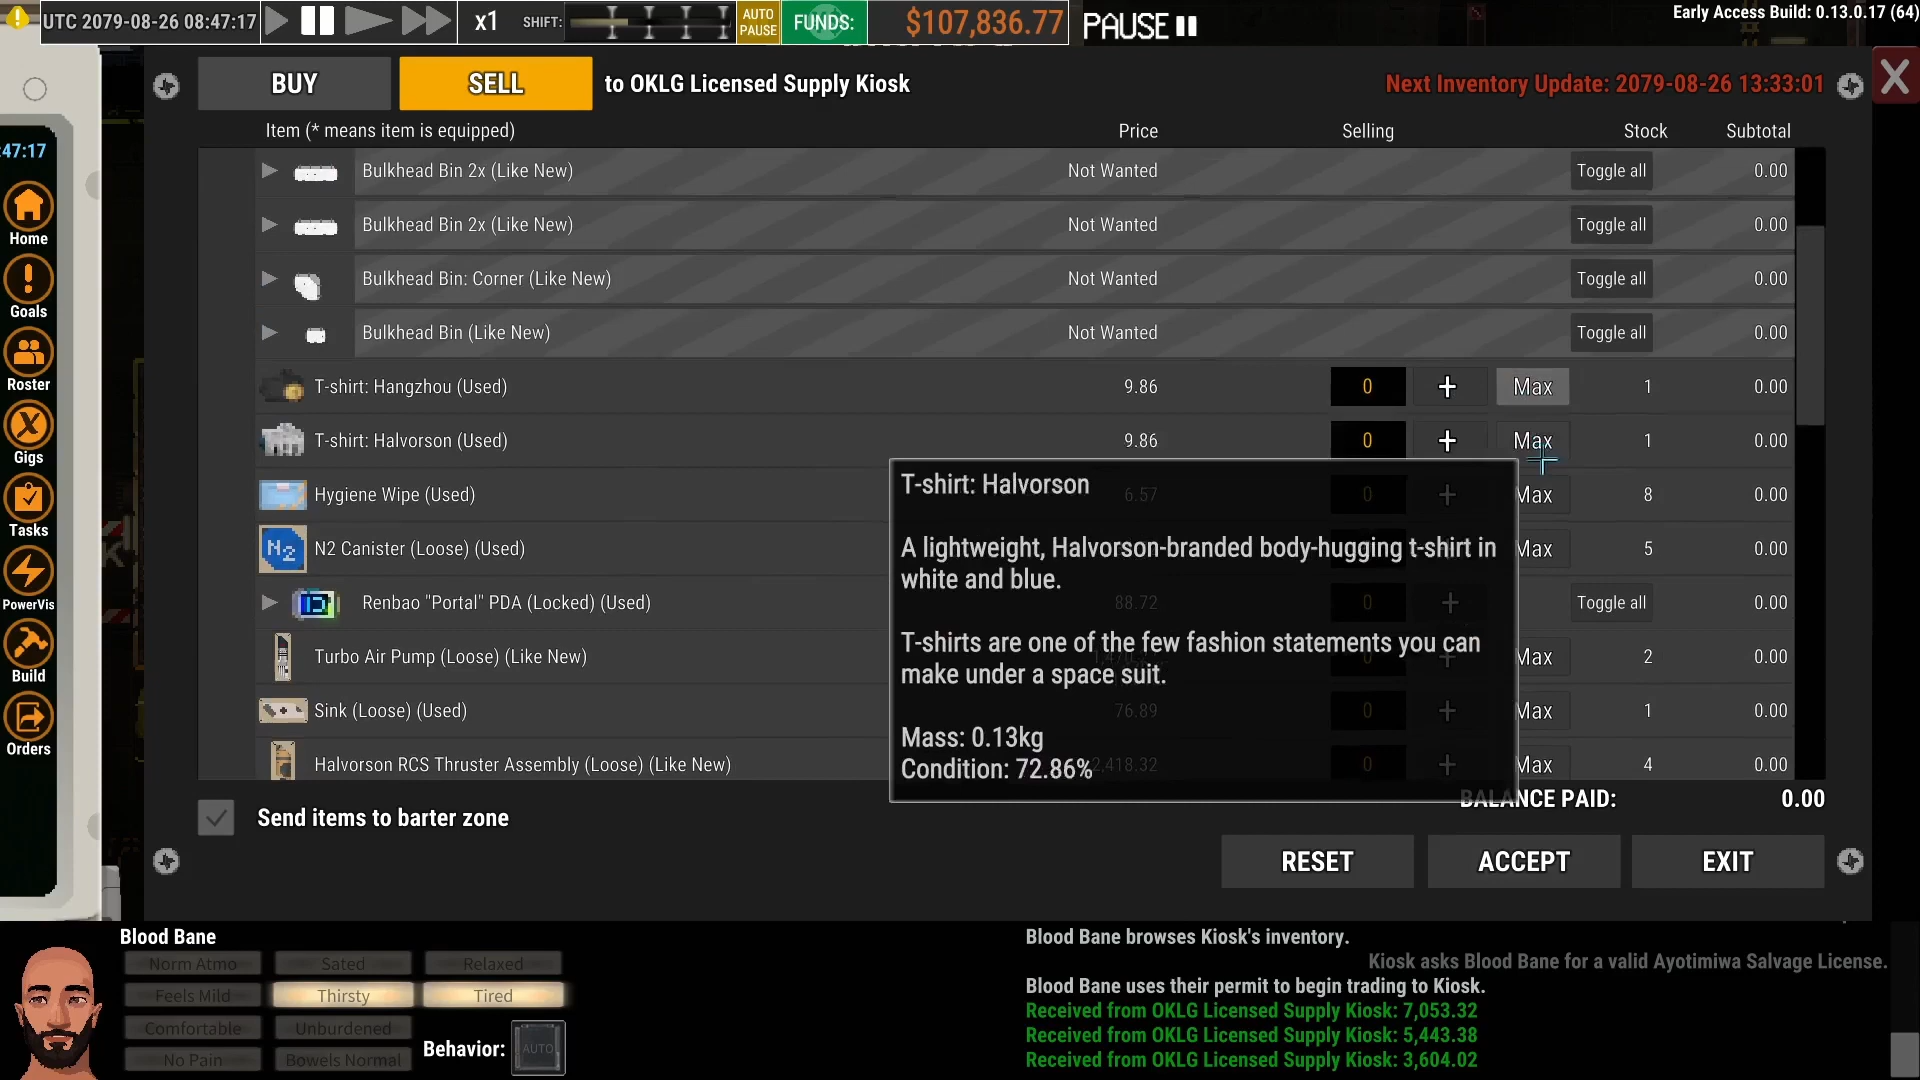 UTC 2079-08-26 08:47:17 x1 SHIFT: AUTO PAUSE FUNDS: $107,836.77 PAUSE
Early Access Build: 0.13.0.17 (64)
BUY SELL to OKLG Licensed Supply Kiosk Next Inventory Update: 2079-08-26 13:33:01 X
Item (* means item is equipped) Price Selling Stock Subtotal
:47:17
Home
Goals
Roster
Gigs
Tasks
PowerVis
Build
Orders
Bulkhead Bin 2x (Like New) Not Wanted Toggle all 0.00
Bulkhead Bin 2x (Like New) Not Wanted Toggle all 0.00
Bulkhead Bin: Corner (Like New) Not Wanted Toggle all 0.00
Bulkhead Bin (Like New) Not Wanted Toggle all 0.00
T-shirt: Hangzhou (Used) 9.86 0 + Max 1 0.00
T-shirt: Halvorson (Used) 9.86 0 + Max 1 0.00
Hygiene Wipe (Used) 6.57 0 + Max 8 0.00
N2 N2 Canister (Loose) (Used) Max 5 0.00
Renbao "Portal" PDA (Locked) (Used) 88.72 0 + Toggle all 0.00
Turbo Air Pump (Loose) (Like New) Max 2 0.00
Sink (Loose) (Used) 76.89 0 + Max 1 0.00
Halvorson RCS Thruster Assembly (Loose) (Like New) 2,418.32 0 + Max 4 0.00
T-shirt: Halvorson
A lightweight, Halvorson-branded body-hugging t-shirt in
white and blue.
T-shirts are one of the few fashion statements you can
make under a space suit.
Mass: 0.13kg
Condition: 72.86%
BALANCE PAID: 0.00
Send items to barter zone
RESET ACCEPT EXIT
Blood Bane
Norm Atmo Sated Relaxed
Feels Mild Thirsty Tired
Comfortable Unburdened
No Pain Bowels Normal
Behavior: AUTO
Blood Bane browses Kiosk's inventory.
Kiosk asks Blood Bane for a valid Ayotimiwa Salvage License.
Blood Bane uses their permit to begin trading to Kiosk.
Received from OKLG Licensed Supply Kiosk: 7,053.32
Received from OKLG Licensed Supply Kiosk: 5,443.38
Received from OKLG Licensed Supply Kiosk: 3,604.02